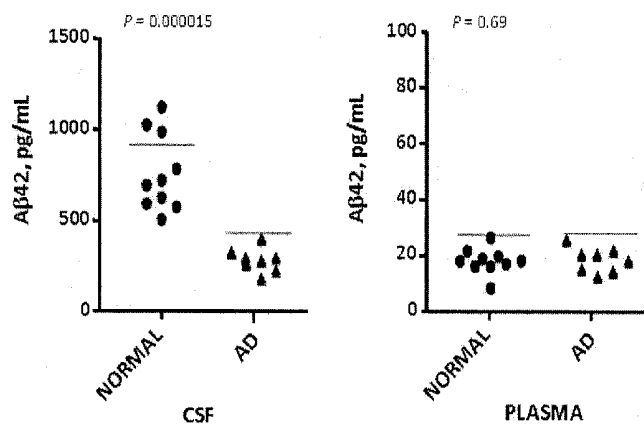 P = 0.000015
Aβ42, pg/mL
1500
1000
500
0
NORMAL
AD
CSF
P = 0.69
Aβ42, pg/mL
100
80
60
40
20
0
NORMAL
AD
PLASMA